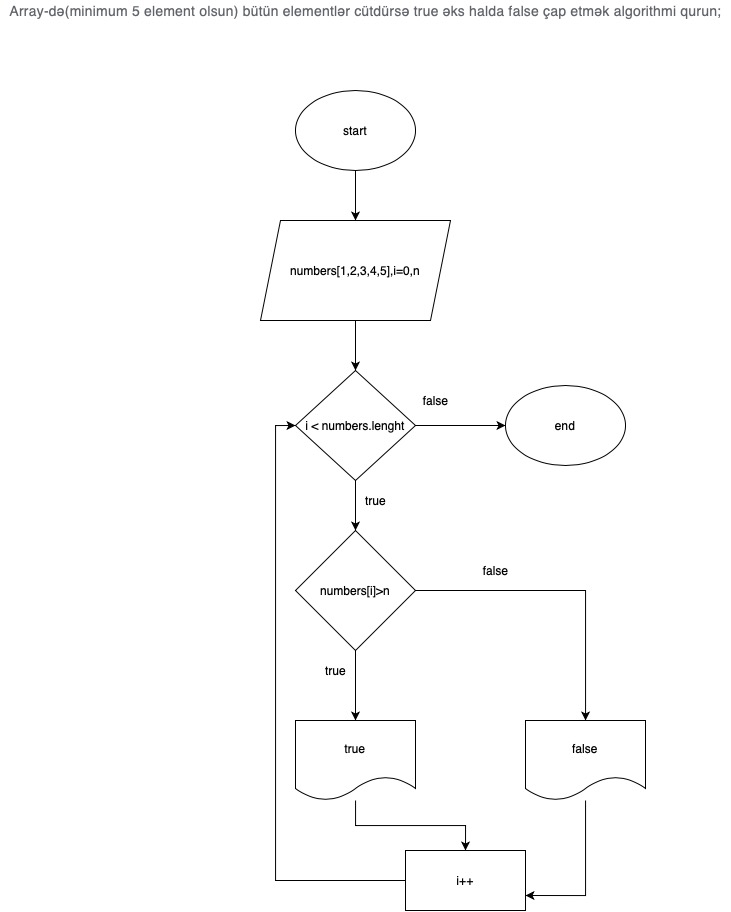 Array-də(minimum 5 element olsun) bütün elementlər cütdürsə true əks halda false çap etmək algorithmi qurun;
start
numbers[1,2,3,4,5],i=0,n
false
i < numbers.lenght
end
true
false
numbers[i]>n
true
true
false
i++